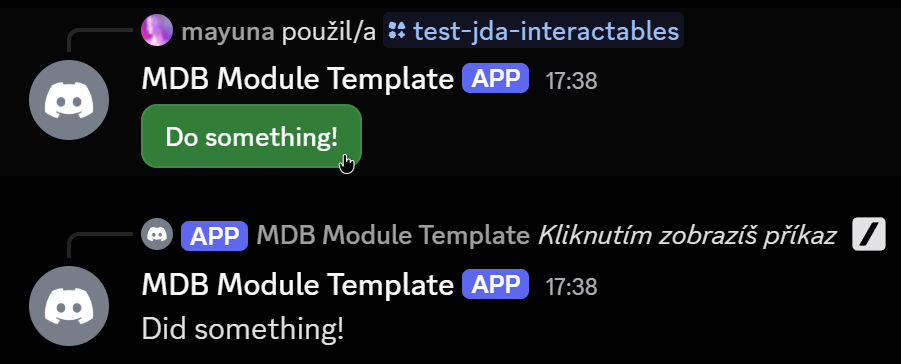 mayuna použil/a test-jda-interactables
MDB Module Template APP 17:38
Do something!
APP MDB Module Template Kliknutím zobrazíš příkaz
MDB Module Template APP 17:38
Did something!